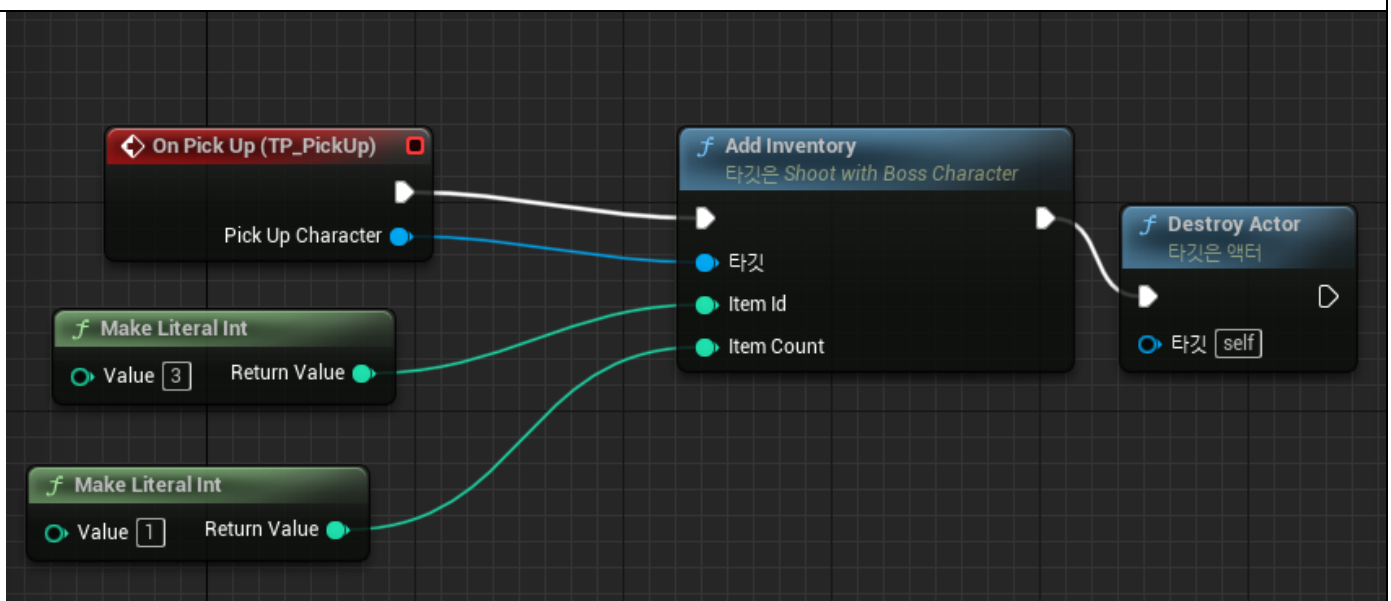 On Pick Up (TP_PickUp)
Pick Up Character
f Make Literal Int
Value 3 Return Value
f Make Literal Int
Value 1 Return Value
f Add Inventory
타깃은 Shoot with Boss Character
타깃
Item Id
Item Count
f Destroy Actor
타깃은 액터
타깃 self